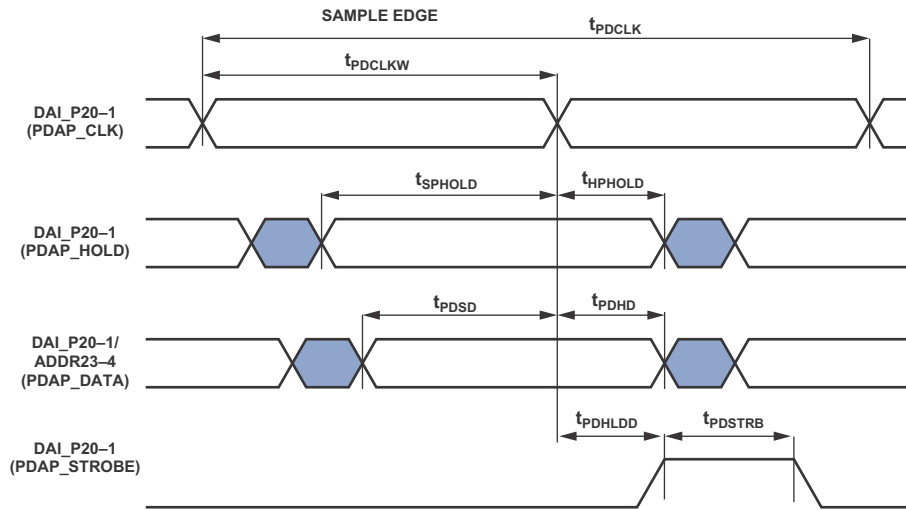 SAMPLE EDGE
tPDCLK
tPDCLKW
DAI_P20–1
(PDAP_CLK)
tSPHOLD
tHPHOLD
DAI_P20–1
(PDAP_HOLD)
tPDSD
tPDHD
DAI_P20–1/
ADDR23–4
(PDAP_DATA)
tPDHLDD
tPDSTRB
DAI_P20–1
(PDAP_STROBE)